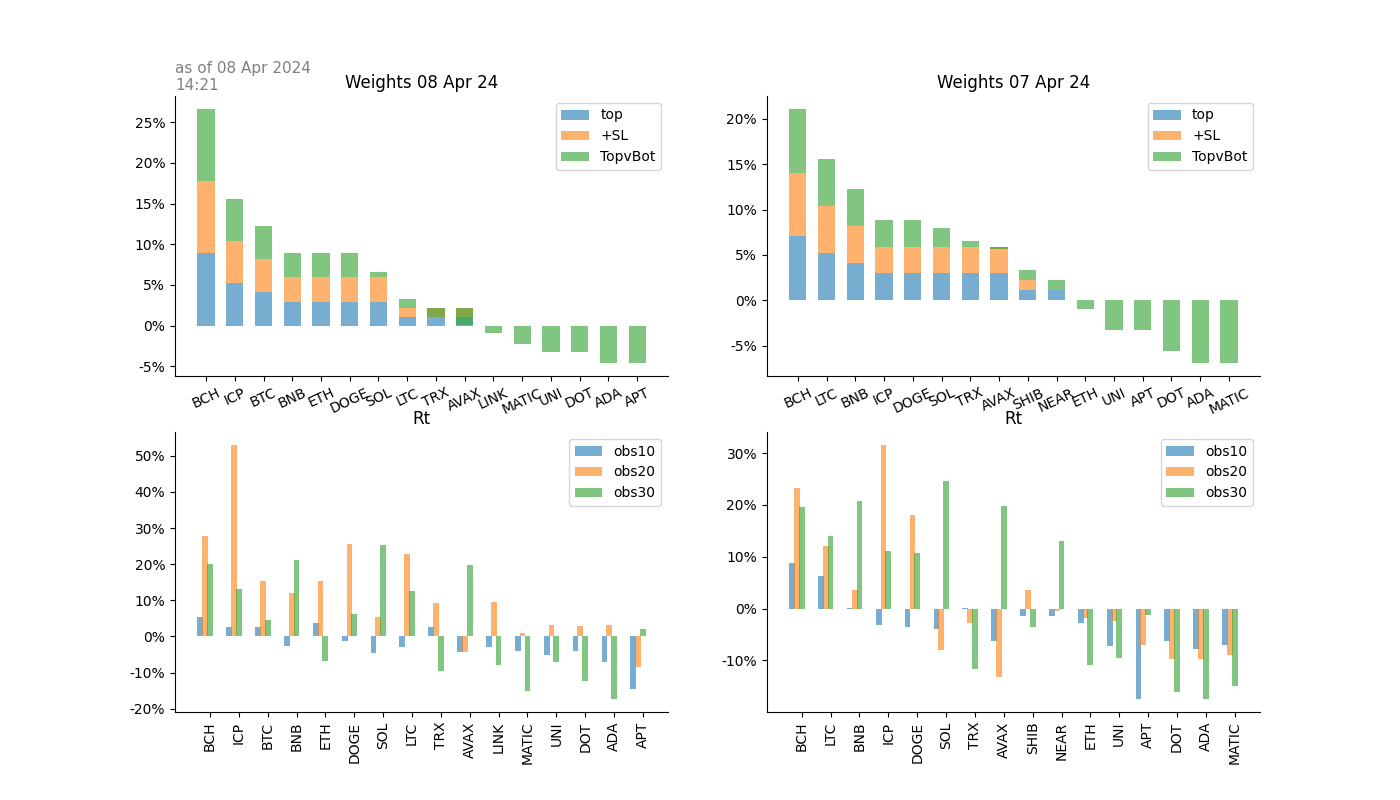 as of 08 Apr 2024
14:21
Weights 08 Apr 24
25%
20%
15%
10%
5%
0%
-5%
top
+SL
TopvBot
BCH ICP BTC BNB ETH DOGE SOL LTC TRX AVAX LINK MATIC UNI DOT ADA APT
Weights 07 Apr 24
20%
15%
10%
5%
0%
-5%
top
+SL
TopvBot
BCH LTC BNB ICP DOGE SOL TRX AVAX SHIB NEAR ETH UNI APT DOT ADA MATIC
Rt
50%
40%
30%
20%
10%
0%
-10%
-20%
obs10
obs20
obs30
BCH ICP BTC BNB ETH DOGE SOL LTC TRX AVAX LINK MATIC UNI DOT ADA APT
Rt
30%
20%
10%
0%
-10%
obs10
obs20
obs30
BCH LTC BNB ICP DOGE SOL TRX AVAX SHIB NEAR ETH UNI APT DOT ADA MATIC